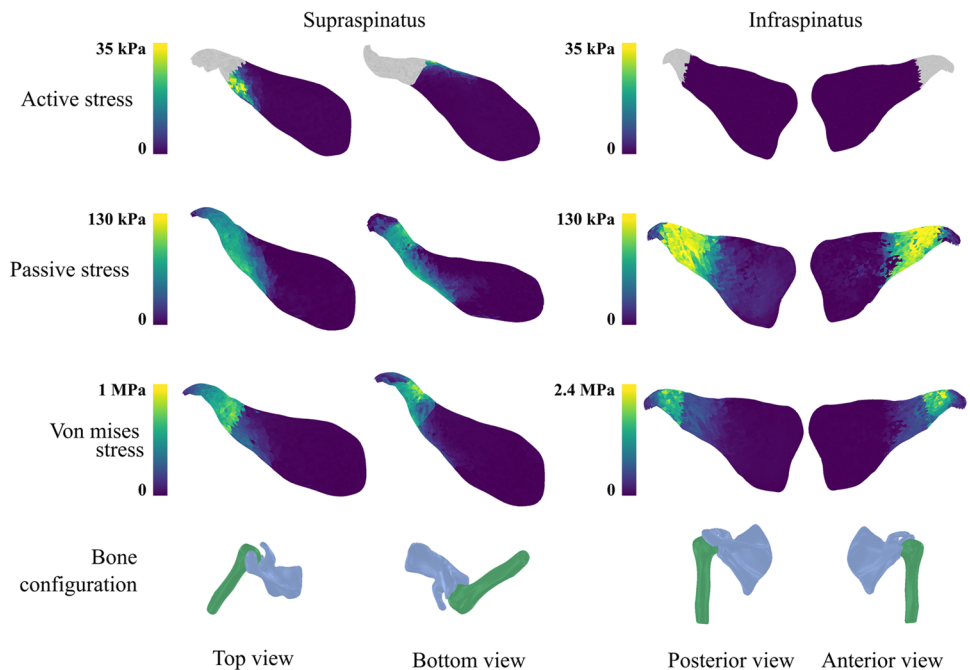 Supraspinatus
Infraspinatus
35 kPa
35 kPa
Active stress
0
0
130 kPa
130 kPa
Passive stress
0
0
1 MPa
2.4 MPa
Von mises
stress
0
0
Bone
configuration
Top view
Bottom view
Posterior view
Anterior view